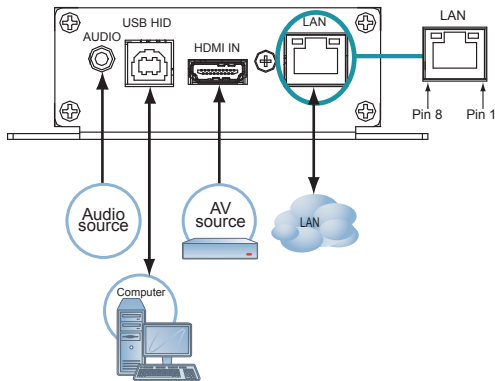 USB HID
LAN
LAN
AUDIO
HDMI IN
Pin 8
Pin 1
Audio
source
AV
source
LAN
Computer